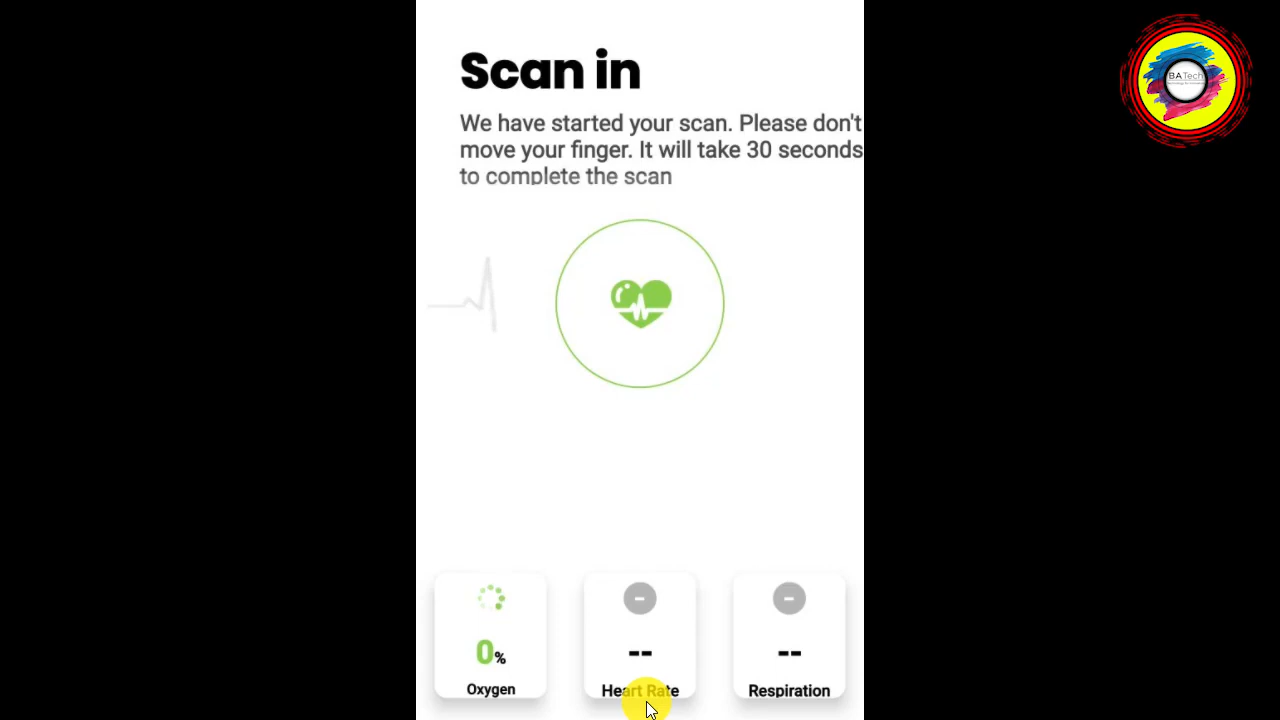 Scan in
We have started your scan. Please don't
move your finger. It will take 30 seconds
to complete the scan
BATech
0%
--
--
Oxygen
Heart Rate
Respiration